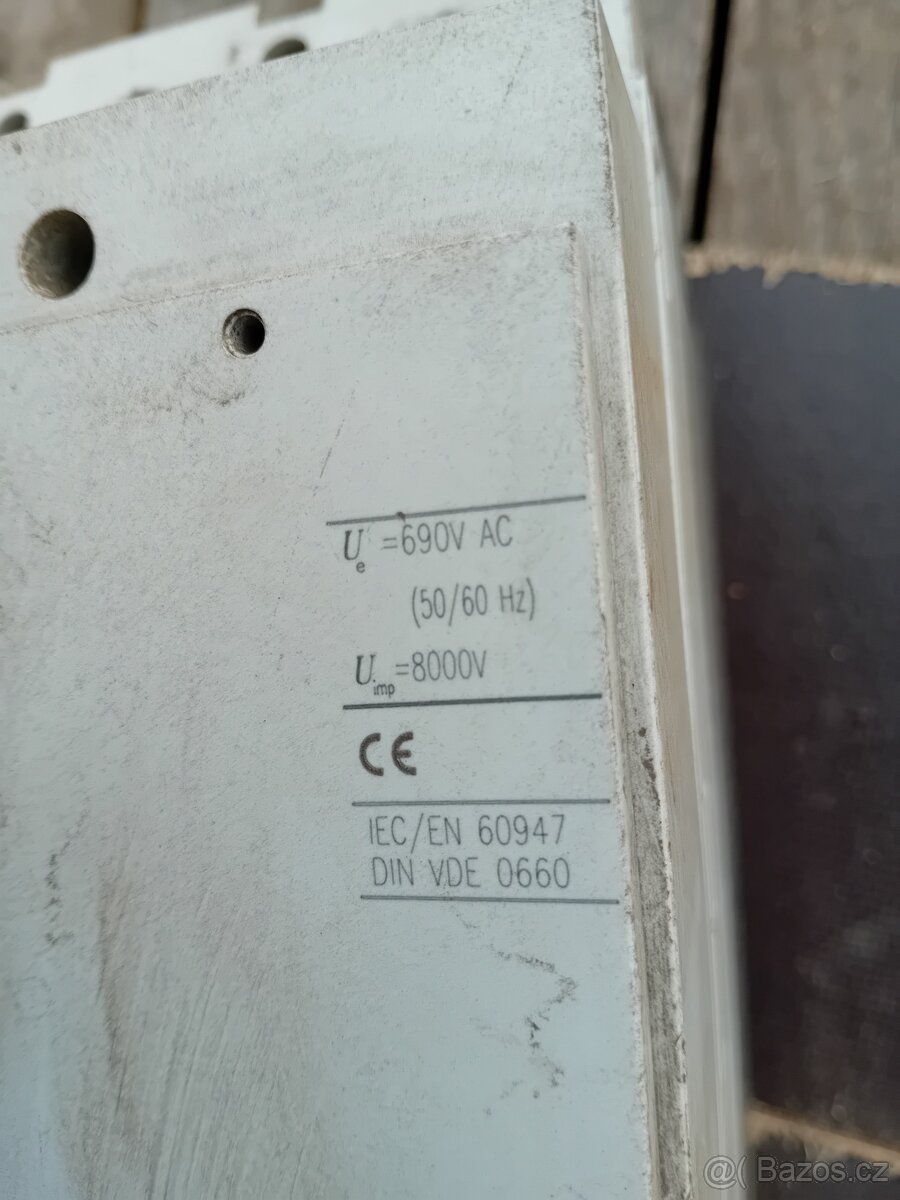 Ue =690V AC
(50/60 Hz)
Uimp=8000V
CE
IEC/EN 60947
DIN VDE 0660
@( Bazos.cz